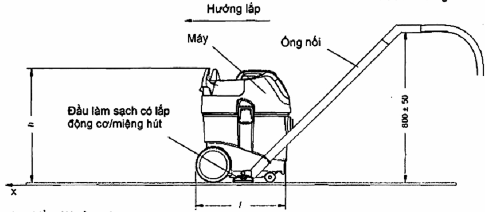 Hướng lắp
Máy
Ống nối
Đầu làm sạch có lắp
động cơ/miệng hút
h
800 ± 50
x
l